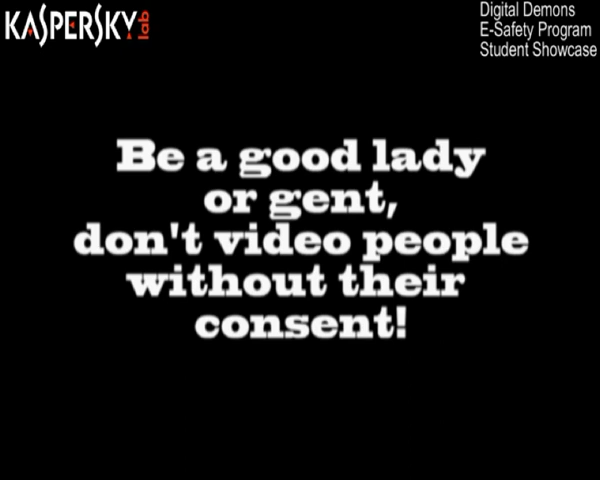 KASPERSKY lab
Digital Demons
E-Safety Program
Student Showcase
Be a good lady
or gent,
don't video people
without their
consent!